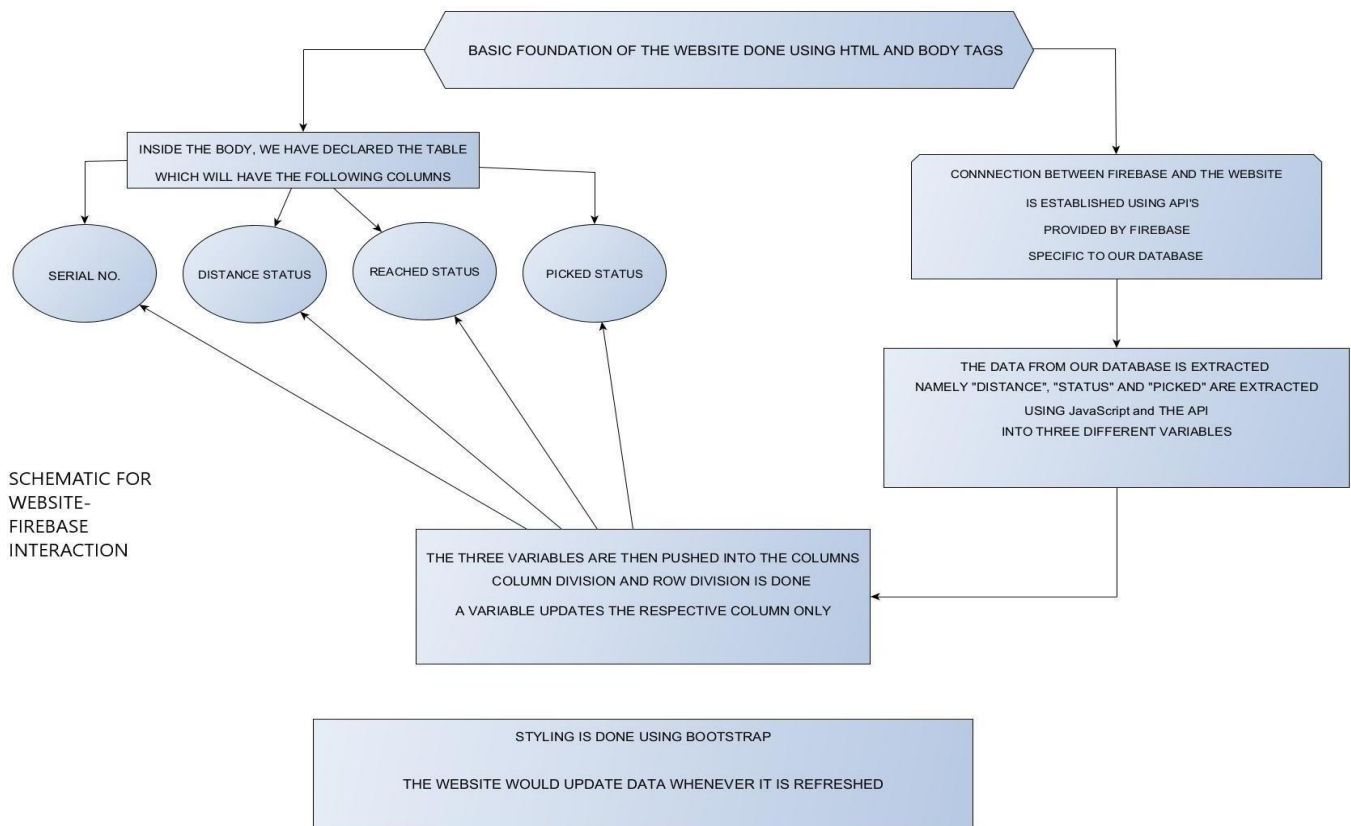 BASIC FOUNDATION OF THE WEBSITE DONE USING HTML AND BODY TAGS
INSIDE THE BODY, WE HAVE DECLARED THE TABLE
WHICH WILL HAVE THE FOLLOWING COLUMNS
SERIAL NO.
DISTANCE STATUS
REACHED STATUS
PICKED STATUS
CONNNECTION BETWEEN FIREBASE AND THE WEBSITE
IS ESTABLISHED USING API'S
PROVIDED BY FIREBASE
SPECIFIC TO OUR DATABASE
THE DATA FROM OUR DATABASE IS EXTRACTED
NAMELY "DISTANCE", "STATUS" AND "PICKED" ARE EXTRACTED
USING JavaScript and THE API
INTO THREE DIFFERENT VARIABLES
SCHEMATIC FOR
WEBSITE-
FIREBASE
INTERACTION
THE THREE VARIABLES ARE THEN PUSHED INTO THE COLUMNS
COLUMN DIVISION AND ROW DIVISION IS DONE
A VARIABLE UPDATES THE RESPECTIVE COLUMN ONLY
STYLING IS DONE USING BOOTSTRAP
THE WEBSITE WOULD UPDATE DATA WHENEVER IT IS REFRESHED